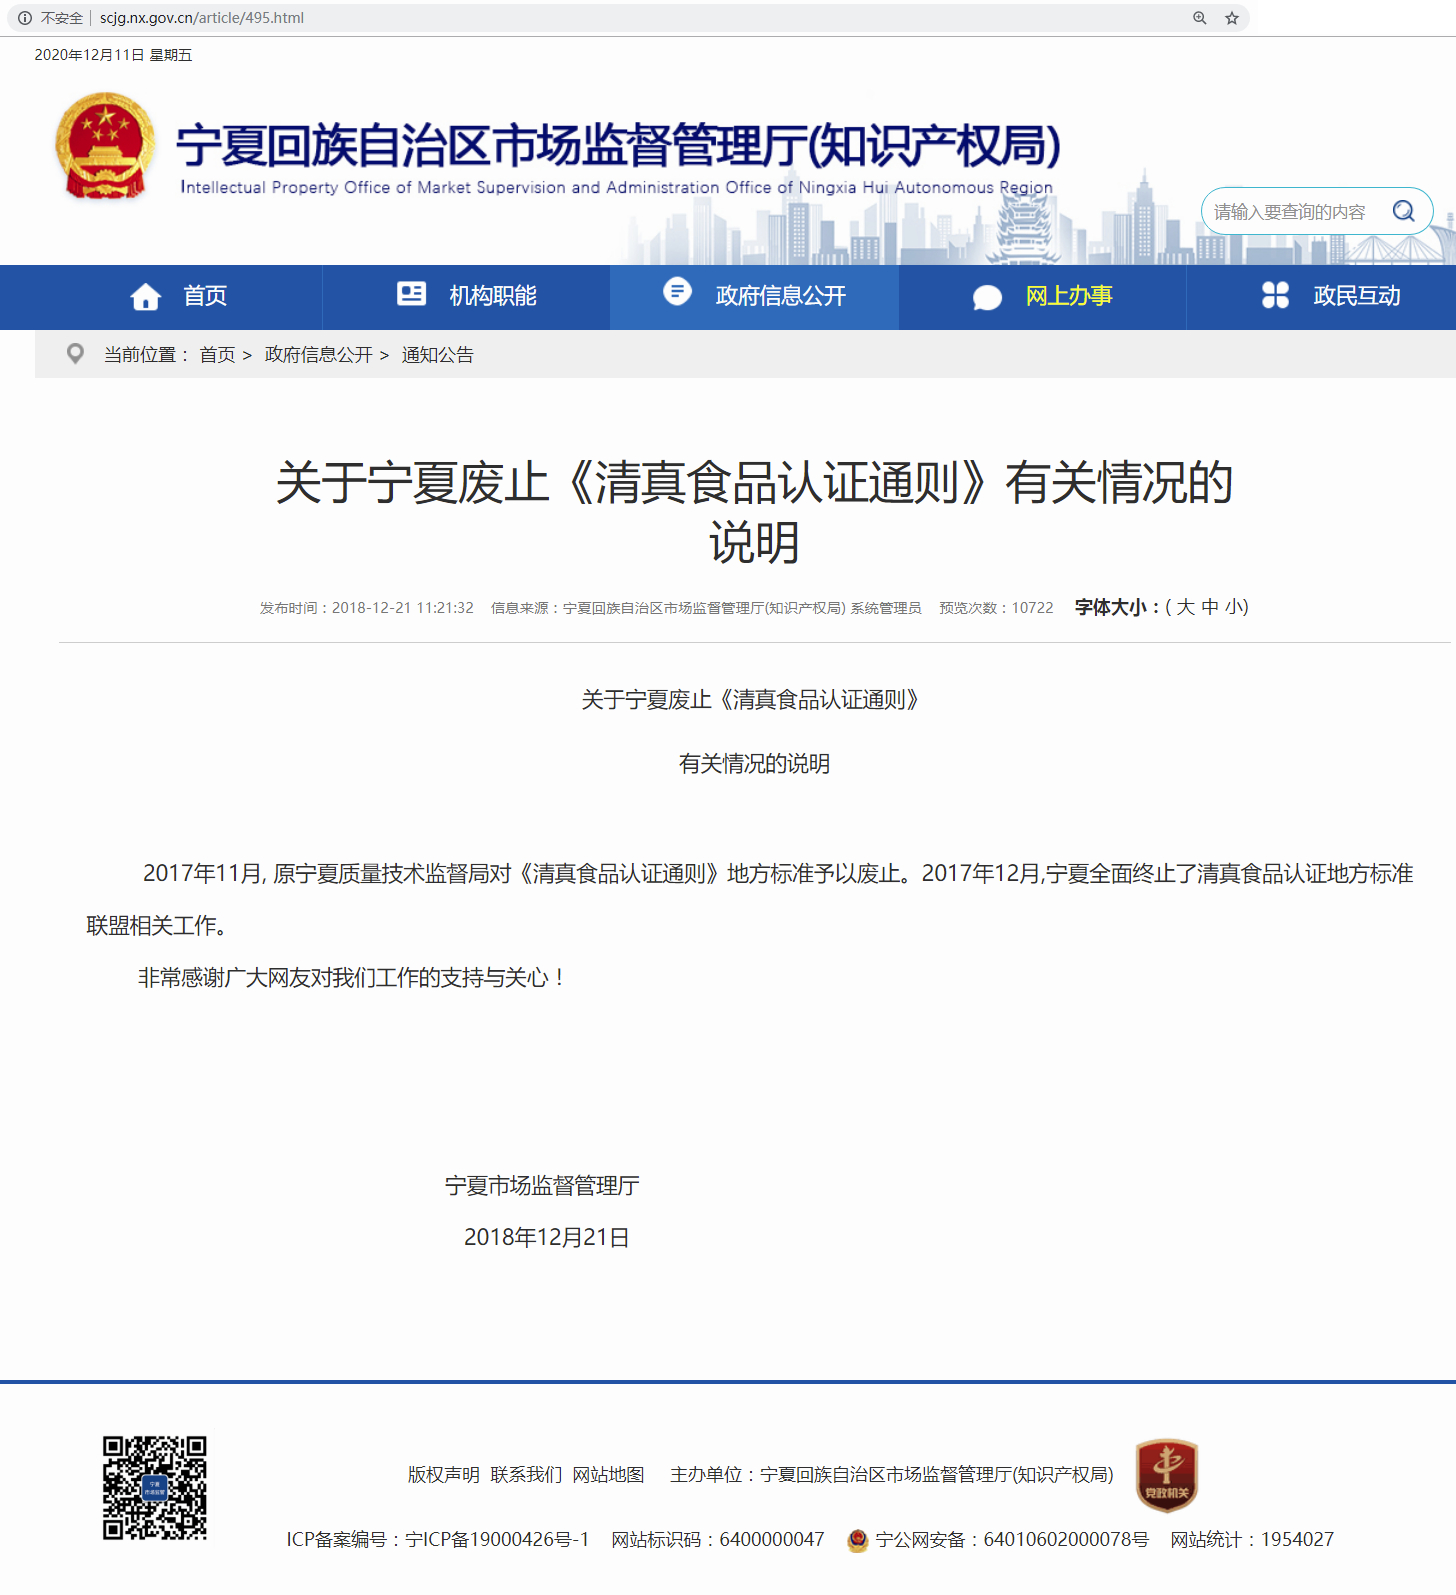 不安全 | scjg.nx.gov.cn/article/495.html
2020年12月11日 星期五
宁夏回族自治区市场监督管理厅(知识产权局)
Intellectual Property Office of Market Supervision and Administration Office of Ningxia Hui Autonomous Region
请输入要查询的内容
首页 机构职能 政府信息公开 网上办事 政民互动
当前位置： 首页 > 政府信息公开 > 通知公告
关于宁夏废止《清真食品认证通则》有关情况的
说明
发布时间：2018-12-21 11:21:32 信息来源：宁夏回族自治区市场监督管理厅(知识产权局) 系统管理员 预览次数：10722 字体大小：( 大 中 小)
关于宁夏废止《清真食品认证通则》
有关情况的说明
2017年11月, 原宁夏质量技术监督局对《清真食品认证通则》地方标准予以废止。2017年12月,宁夏全面终止了清真食品认证地方标准
联盟相关工作。
非常感谢广大网友对我们工作的支持与关心！
宁夏市场监督管理厅
2018年12月21日
宁夏
市场监管
版权声明 联系我们 网站地图 主办单位：宁夏回族自治区市场监督管理厅(知识产权局)
党政机关
ICP备案编号：宁ICP备19000426号-1 网站标识码：6400000047 宁公网安备：64010602000078号 网站统计：1954027